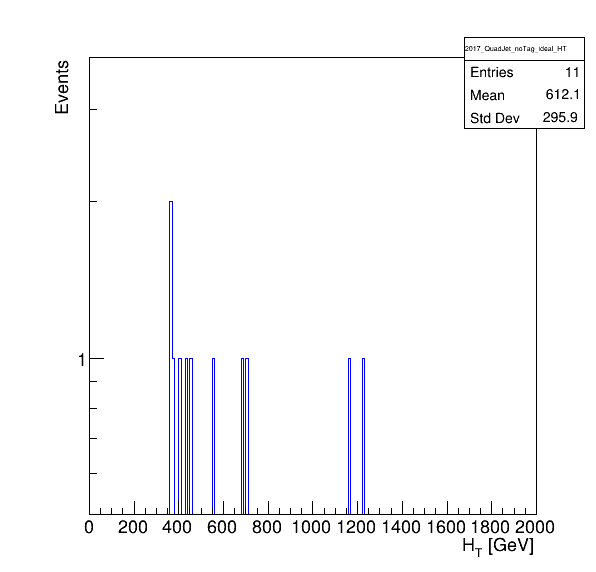 2017_QuadJet_noTag_ideal_HT
Entries 11
Mean 612.1
Std Dev 295.9
Events
1
0 200 400 600 800 1000 1200 1400 1600 1800 2000
H_T [GeV]